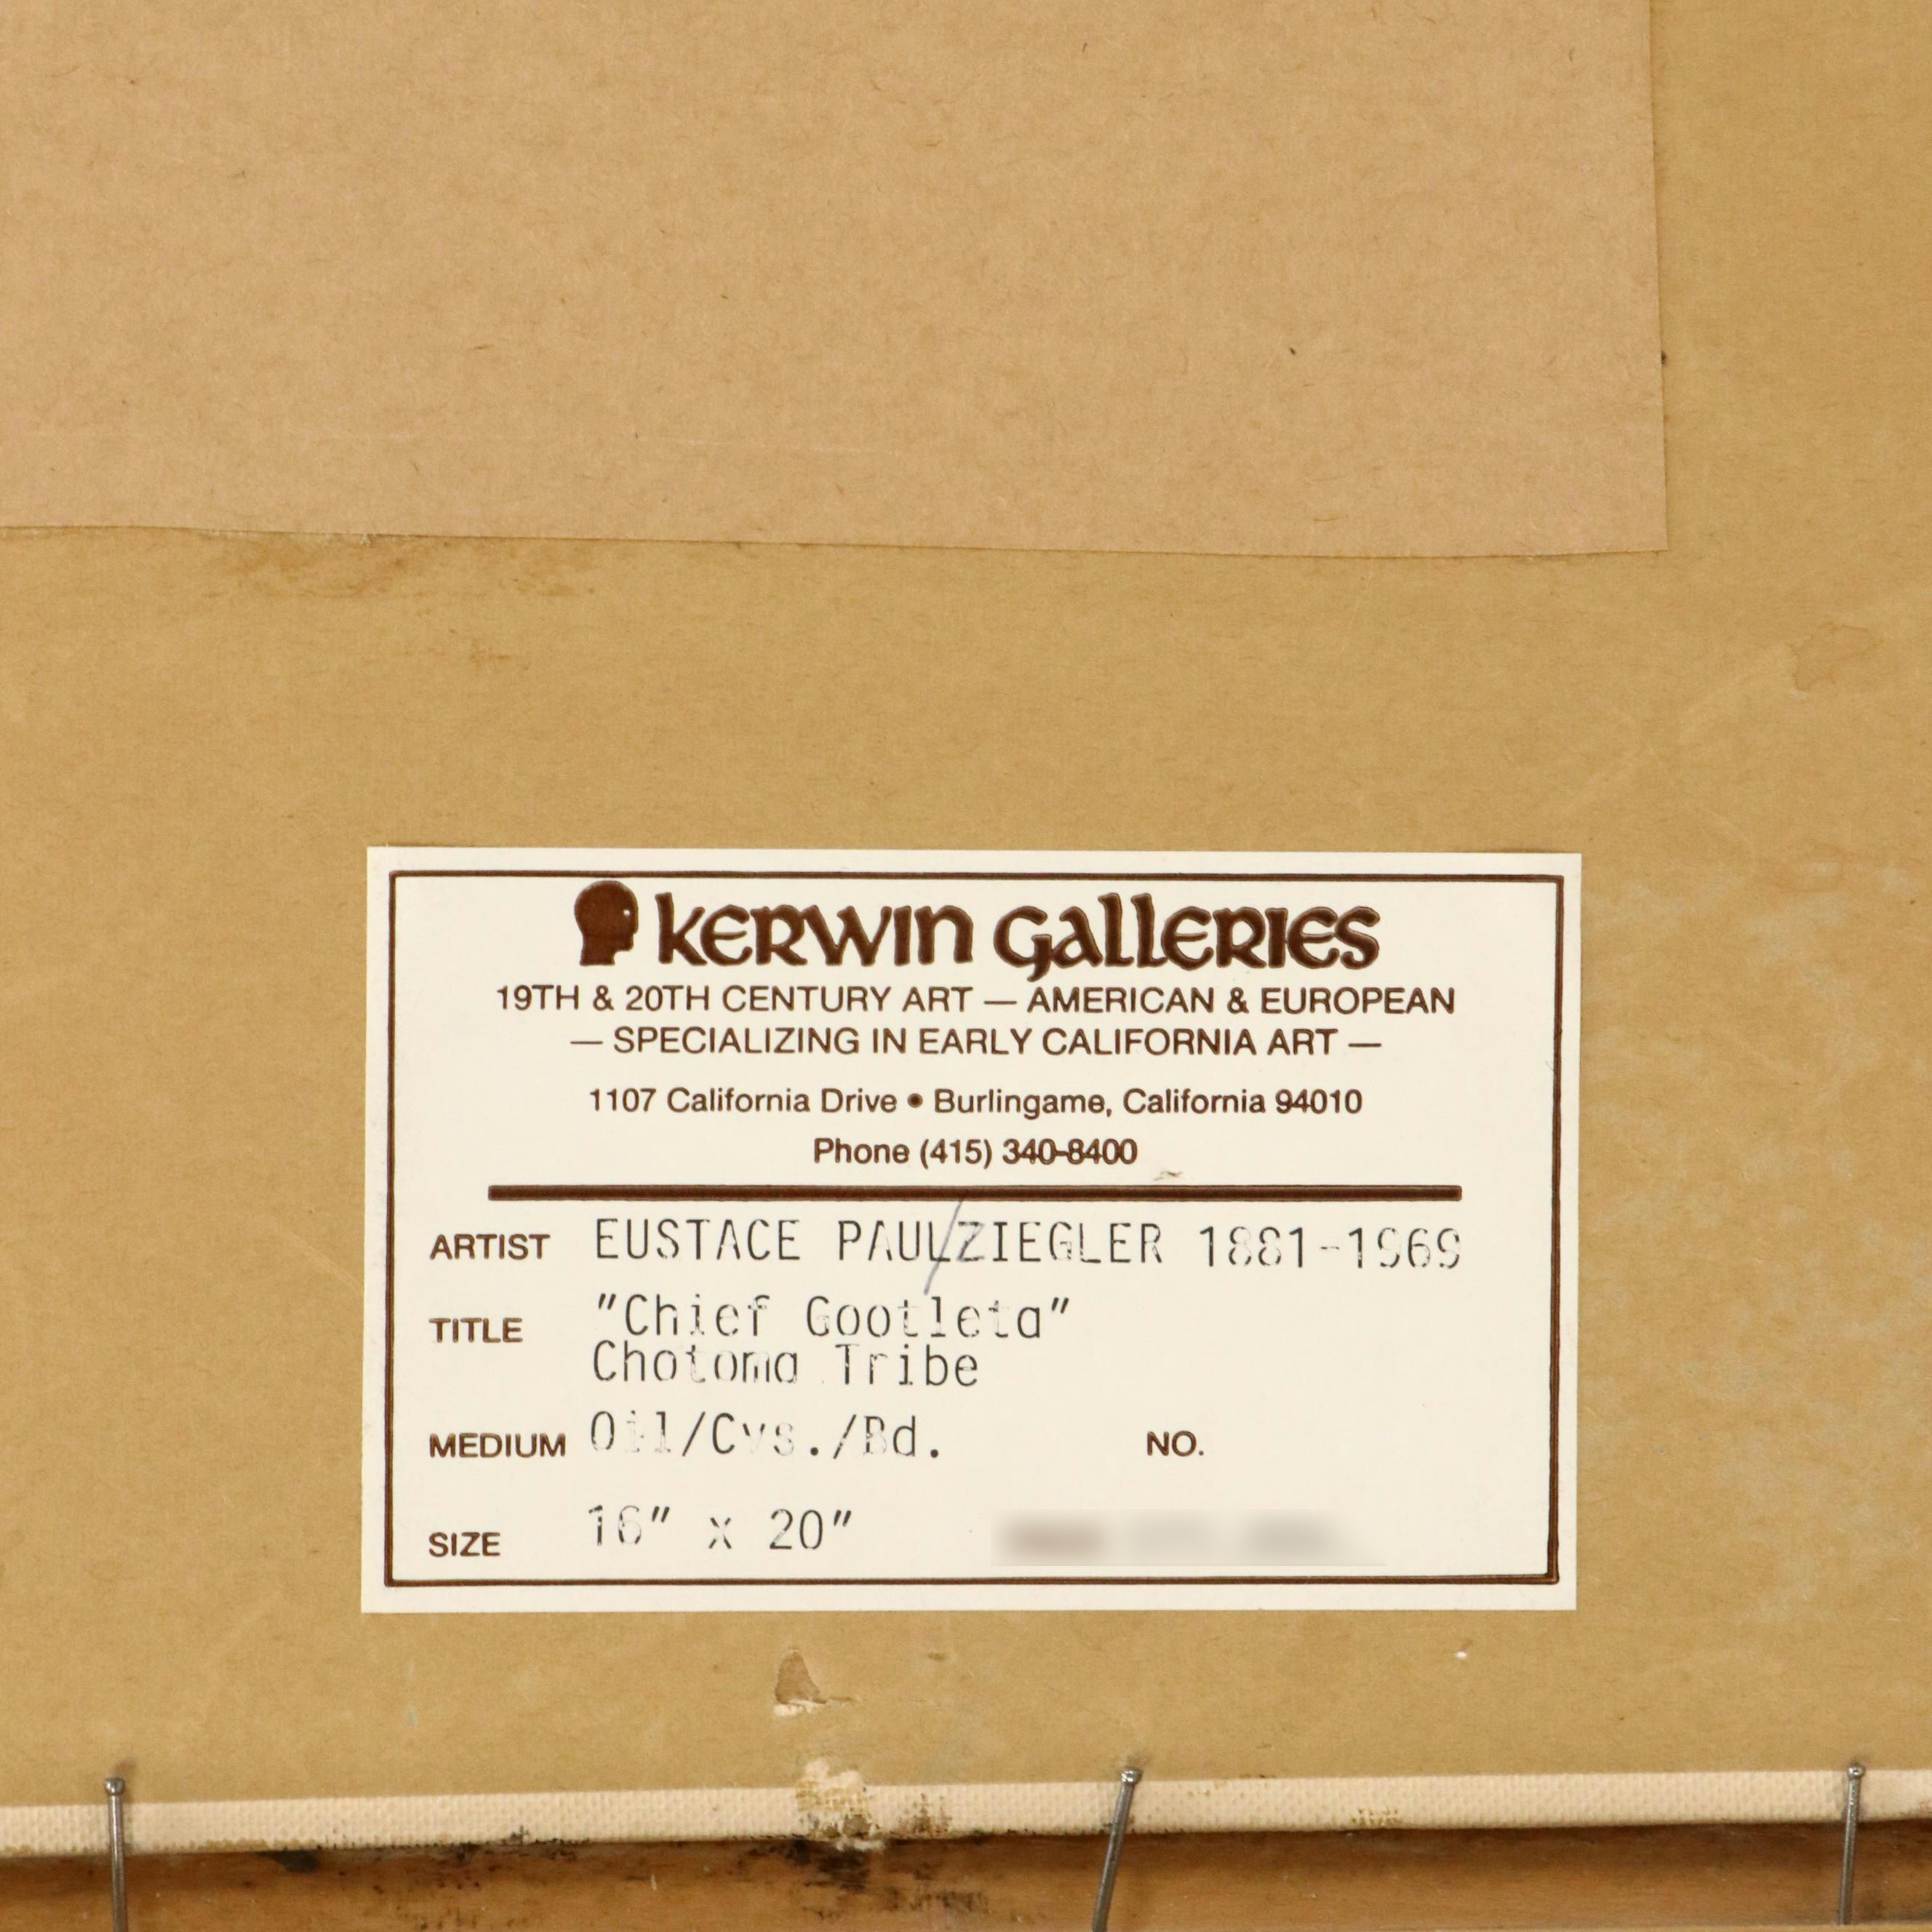 KERWIN GALLERIES
19TH & 20TH CENTURY ART — AMERICAN & EUROPEAN
— SPECIALIZING IN EARLY CALIFORNIA ART —
1107 California Drive • Burlingame, California 94010
Phone (415) 340-8400
ARTIST EUSTACE PAUL/ZIEGLER 1881-1969
TITLE "Chief Gootleta"
Chotoma Tribe
MEDIUM Oil/Cvs./Bd. NO.
SIZE 16" x 20"